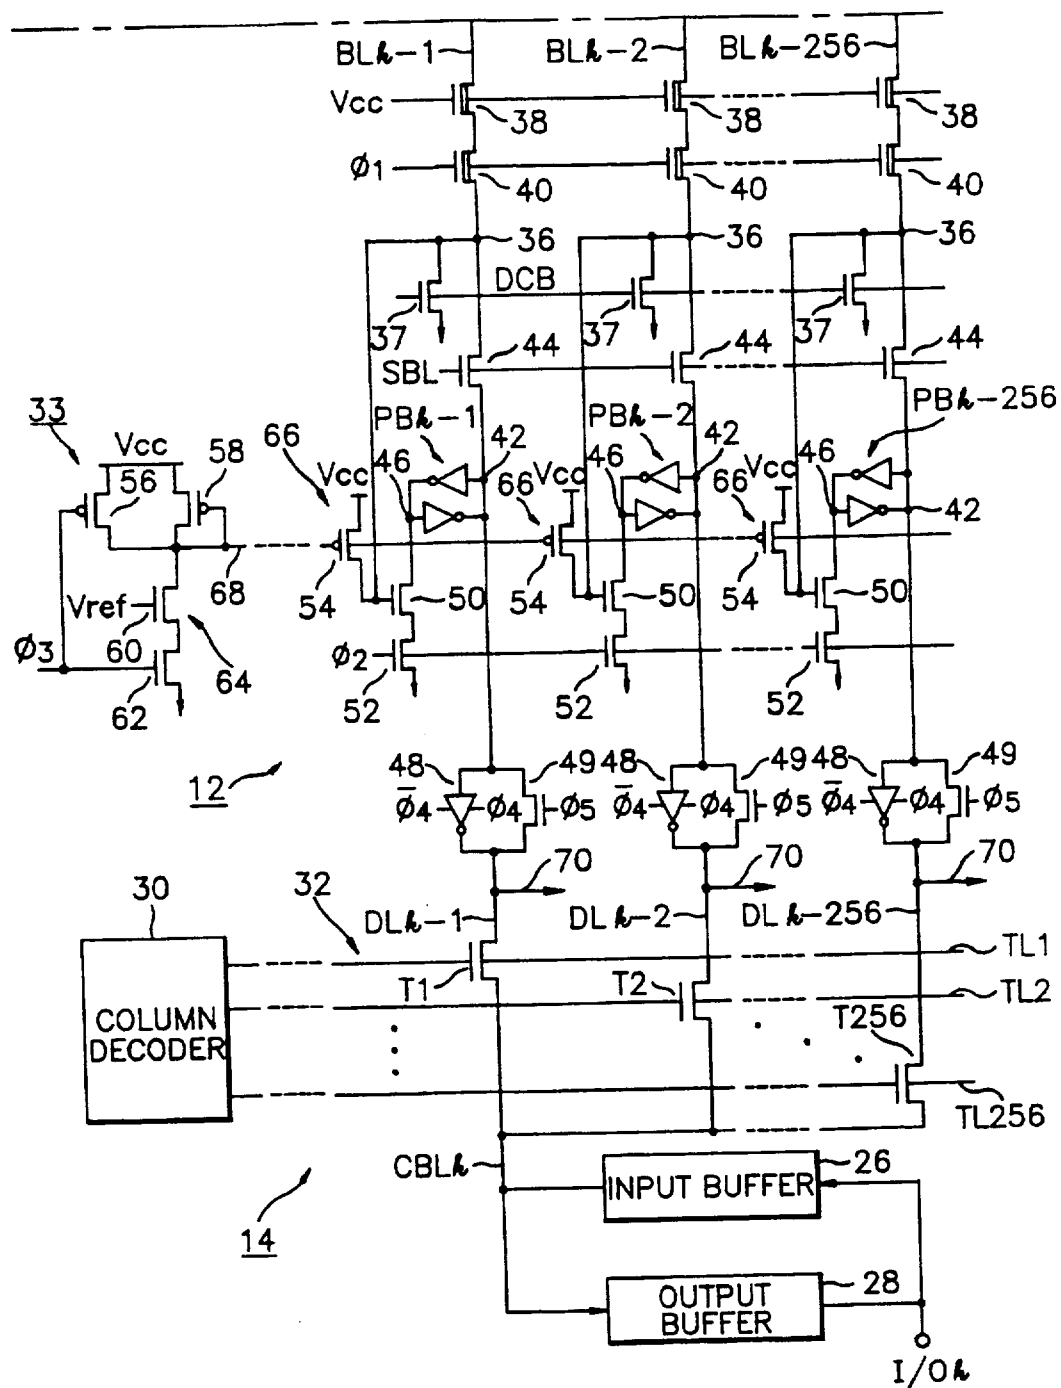 BLk-1 BLk-2 BLk-256
Vcc 38 38 38
Ø1 40 40 40
36 36 36
DCB
37 37 37
SBL 44 44 44
33 PBk-1 PBk-2 PBk-256
Vcc 66 Vcc 46 42 66 Vcc 46 42 66 Vcc 46 42
56 58
68 54 50 54 50 54 50
Vref
60
Ø3 Ø2
62 64 52 52 52
12
48 49 48 49 48 49
Ø̅4 Ø4 Ø5 Ø̅4 Ø4 Ø5 Ø̅4 Ø4 Ø5
70 70 70
30 32 DLk-1 DLk-2 DLk-256
T1 T2 TL1
TL2
COLUMN
DECODER
T256
TL256
CBLk
26
INPUT BUFFER
14
28
OUTPUT
BUFFER
I/Ok